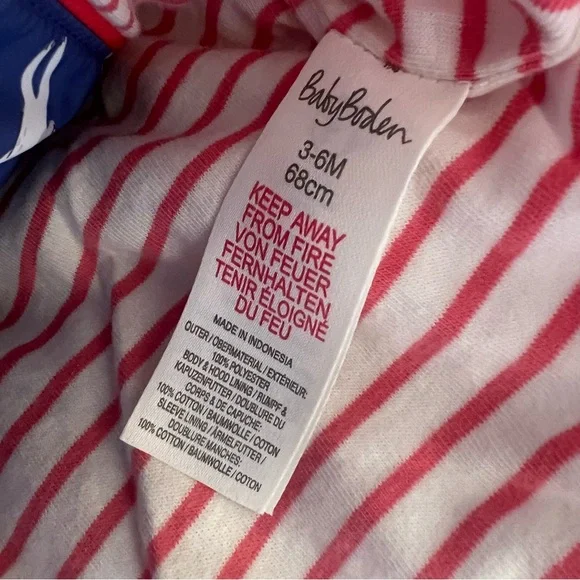 BabyBoden
3-6M
68cm
KEEP AWAY
FROM FIRE
VON FEUER
FERNHALTEN
TENIR ÉLOIGNÉ
DU FEU
MADE IN INDONESIA
OUTER/OBERMATERIAL/EXTÉRIEUR:
100% POLYESTER
BODY & HOOD LINING/RUMPF &
KAPUZENFUTTER/DOUBLURE DU
CORPS & DE CAPUCHE:
100% COTTON/BAUMWOLLE/COTON
SLEEVE LINING/ÄRMELFUTTER/
DOUBLURE MANCHES:
100% COTTON/BAUMWOLLE/COTON